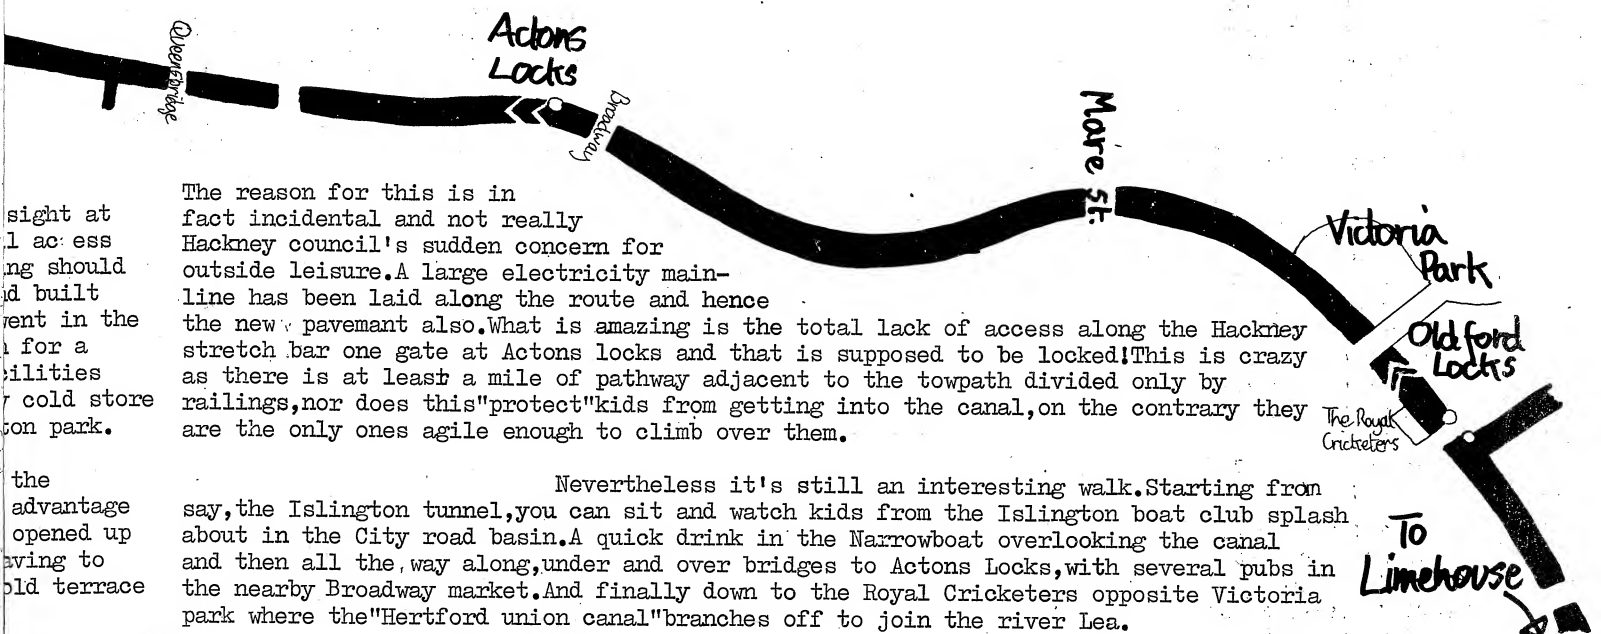 Queensbridge
Actons
Locks
Broadway
Mare St.
Victoria
Park
Old ford
Locks
The Royal
Cricketers
To
Limehouse
sight at
ess
should
built
in the
for a
cold store
park.
the
advantage
opened up
to
terrace
The reason for this is in
fact incidental and not really
Hackney council's sudden concern for
outside leisure.A large electricity main-
line has been laid along the route and hence
the new pavemant also.What is amazing is the total lack of access along the Hackney
stretch bar one gate at Actons locks and that is supposed to be locked!This is crazy
as there is at least a mile of pathway adjacent to the towpath divided only by
railings,nor does this"protect"kids from getting into the canal,on the contrary they
are the only ones agile enough to climb over them.
Nevertheless it's still an interesting walk.Starting from
say,the Islington tunnel,you can sit and watch kids from the Islington boat club splash
about in the City road basin.A quick drink in the Narrowboat overlooking the canal
and then all the way along,under and over bridges to Actons Locks,with several pubs in
the nearby Broadway market.And finally down to the Royal Cricketers opposite Victoria
park where the"Hertford union canal"branches off to join the river Lea.